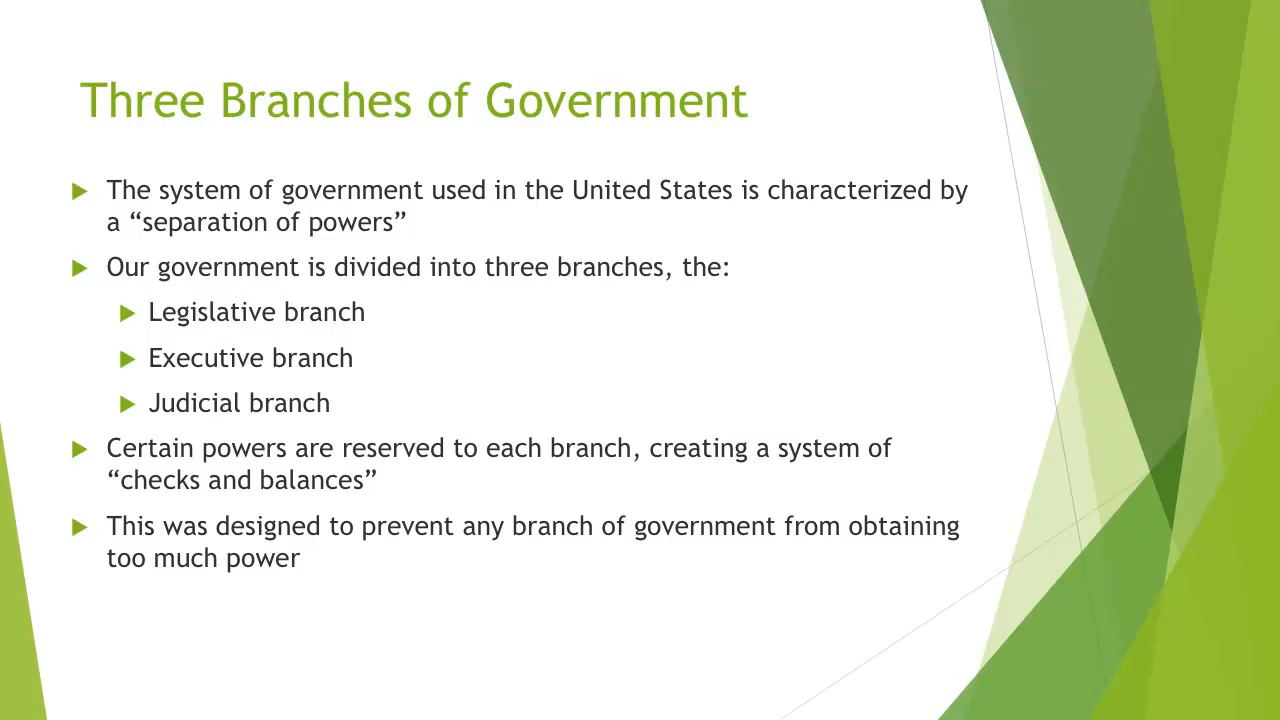 Three Branches of Government
The system of government used in the United States is characterized by
a “separation of powers”
Our government is divided into three branches, the:
Legislative branch
Executive branch
Judicial branch
Certain powers are reserved to each branch, creating a system of
“checks and balances”
This was designed to prevent any branch of government from obtaining
too much power